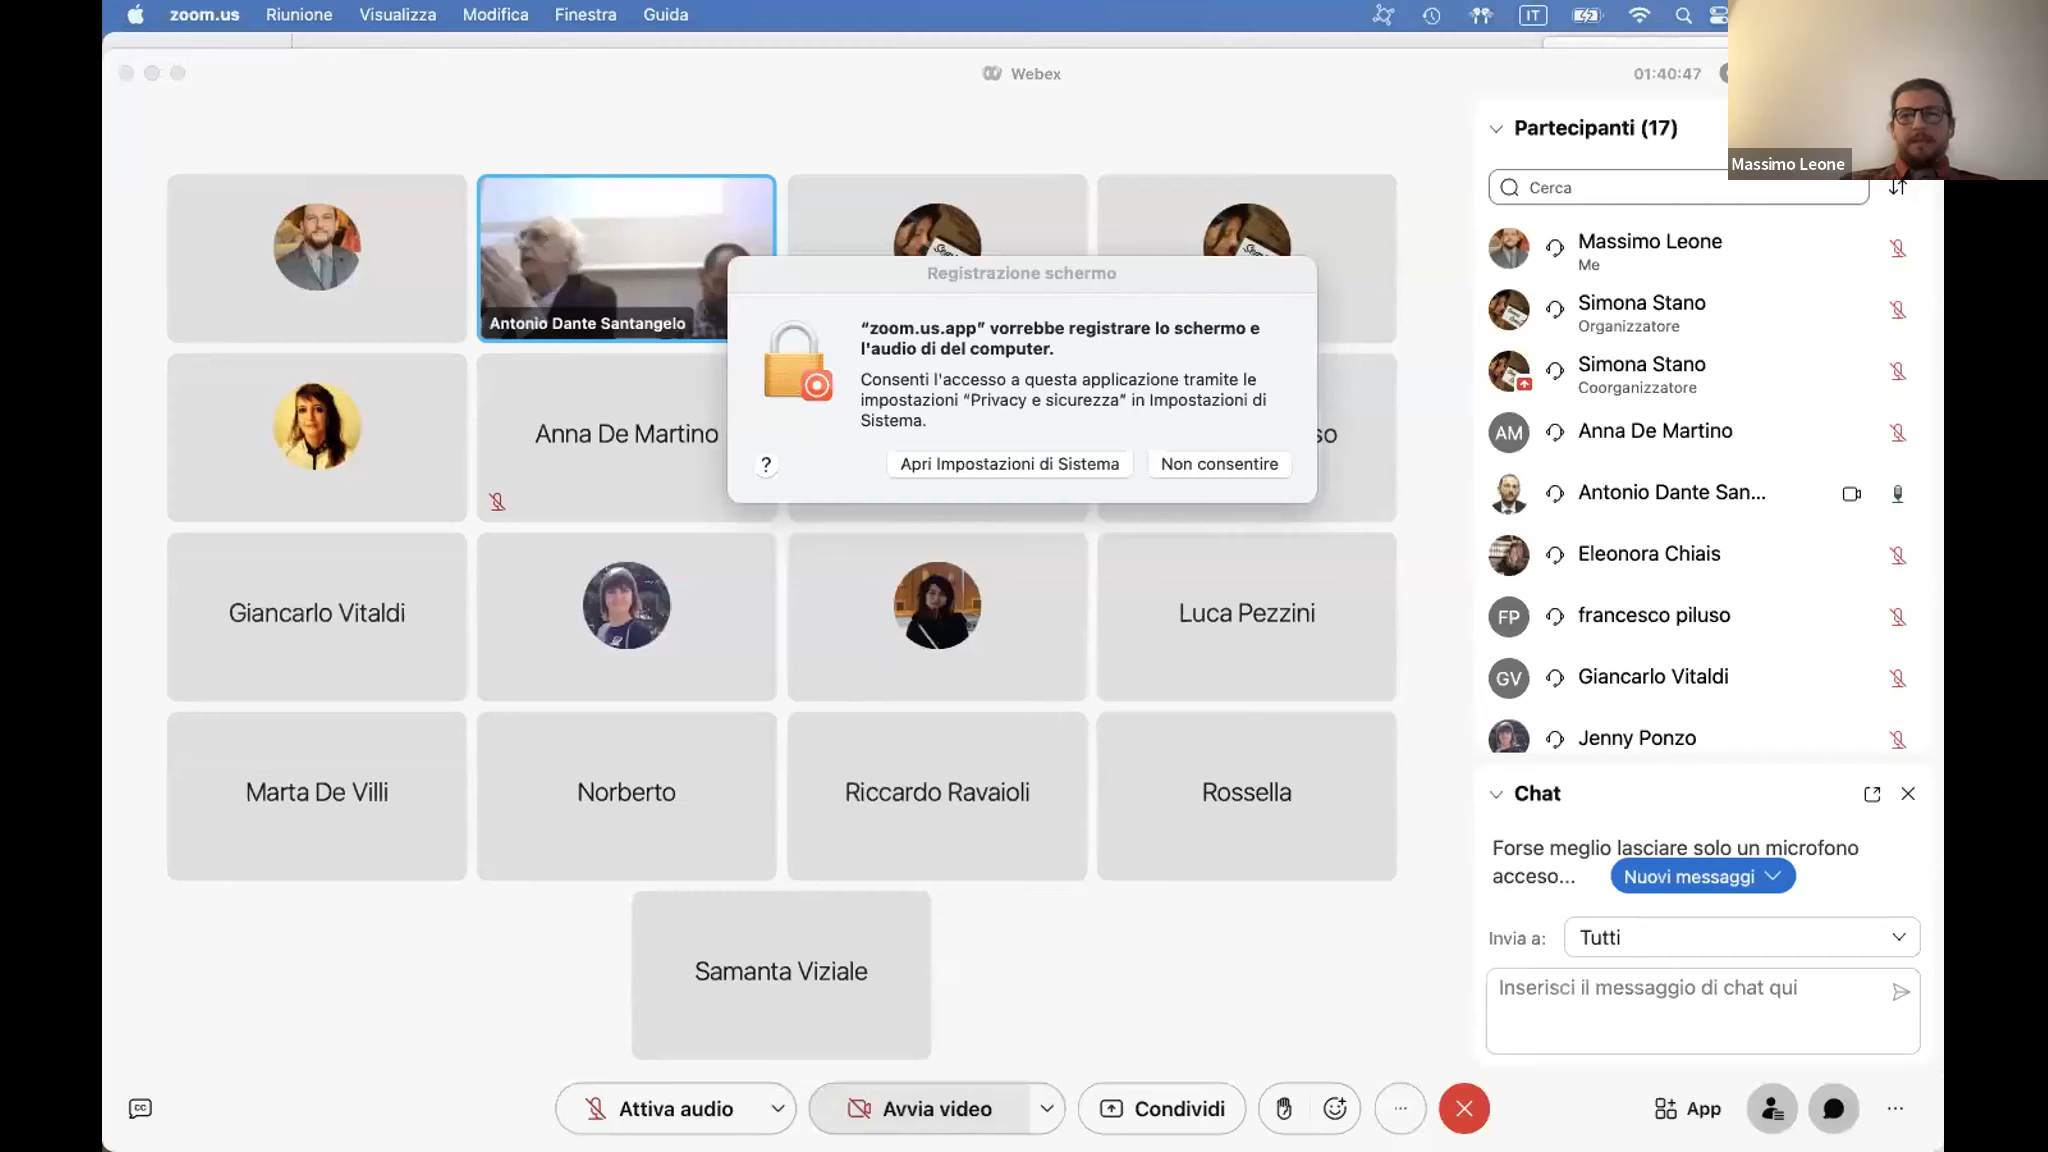 zoom.us Riunione Visualizza Modifica Finestra Guida IT
Webex
01:40:47
Massimo Leone
Partecipanti (17)
Cerca
Massimo Leone
Me
Simona Stano
Organizzatore
Simona Stano
Coorganizzatore
AM Anna De Martino
Antonio Dante San...
Eleonora Chiais
FP francesco piluso
GV Giancarlo Vitaldi
Jenny Ponzo
Antonio Dante Santangelo
Registrazione schermo
“zoom.us.app” vorrebbe registrare lo schermo e
l'audio di del computer.
Consenti l'accesso a questa applicazione tramite le
impostazioni “Privacy e sicurezza” in Impostazioni di
Sistema.
? Apri Impostazioni di Sistema Non consentire
Anna De Martino
so
Giancarlo Vitaldi
Luca Pezzini
Marta De Villi
Norberto
Riccardo Ravaioli
Rossella
Samanta Viziale
Chat
Forse meglio lasciare solo un microfono
acceso...
Nuovi messaggi
Invia a: Tutti
Inserisci il messaggio di chat qui
CC
Attiva audio
Avvia video
Condividi
App